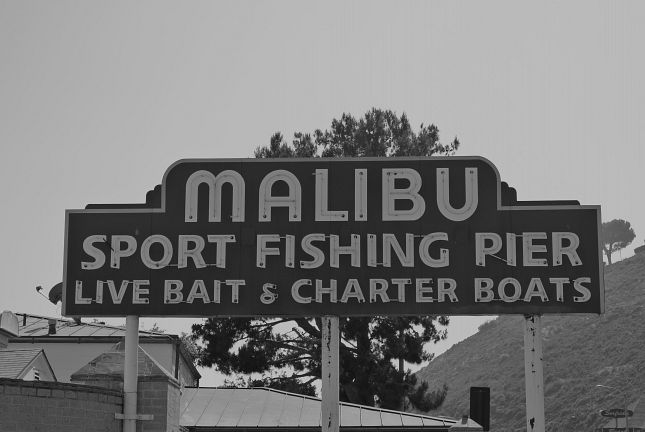 MALIBU
SPORT FISHING PIER
LIVE BAIT & CHARTER BOATS